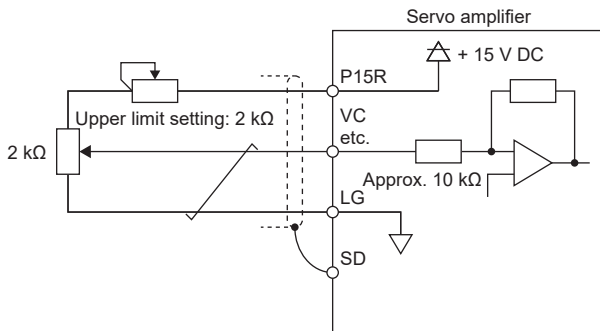 Servo amplifier
P15R
+ 15 V DC
Upper limit setting: 2 kΩ
VC
etc.
2 kΩ
Approx. 10 kΩ
LG
SD